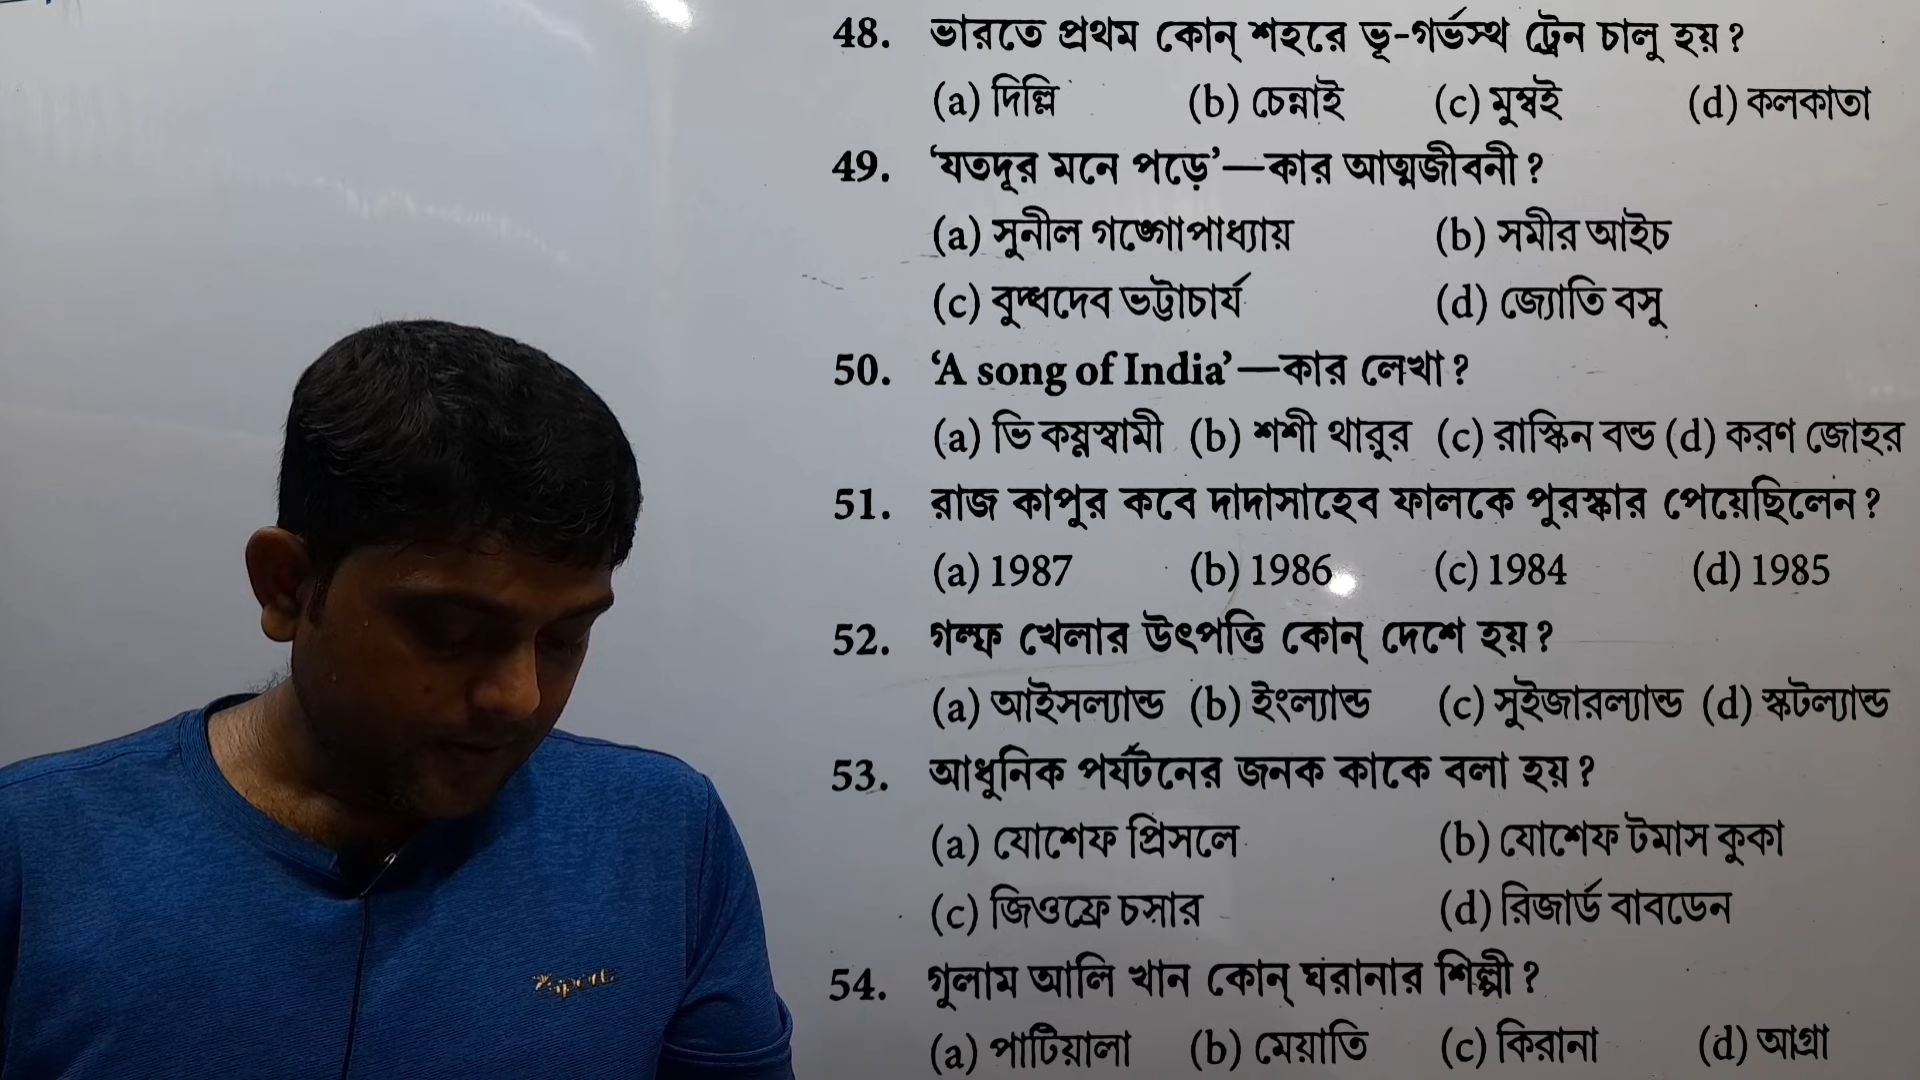 48. ভারতে প্রথম কোন্ শহরে ভূ-গর্ভস্থ ট্রেন চালু হয়?
(a) দিল্লি (b) চেন্নাই (c) মুম্বই (d) কলকাতা
49. 'যতদূর মনে পড়ে'—কার আত্মজীবনী?
(a) সুনীল গঙ্গোপাধ্যায় (b) সমীর আইচ
(c) বুদ্ধদেব ভট্টাচার্য (d) জ্যোতি বসু
50. 'A song of India'—কার লেখা?
(a) ভি কষ্ণস্বামী (b) শশী থারুর (c) রাস্কিন বন্ড (d) করণ জোহর
51. রাজ কাপুর কবে দাদাসাহেব ফালকে পুরস্কার পেয়েছিলেন?
(a) 1987 (b) 1986 (c) 1984 (d) 1985
52. গল্ফ খেলার উৎপত্তি কোন্ দেশে হয়?
(a) আইসল্যান্ড (b) ইংল্যান্ড (c) সুইজারল্যান্ড (d) স্কটল্যান্ড
53. আধুনিক পর্যটনের জনক কাকে বলা হয়?
(a) যোশেফ প্রিসলে (b) যোশেফ টমাস কুকা
(c) জিওফ্রে চসার (d) রিজার্ড বাবডেন
54. গুলাম আলি খান কোন্ ঘরানার শিল্পী?
(a) পাটিয়ালা (b) মেয়াতি (c) কিরানা (d) আগ্রা